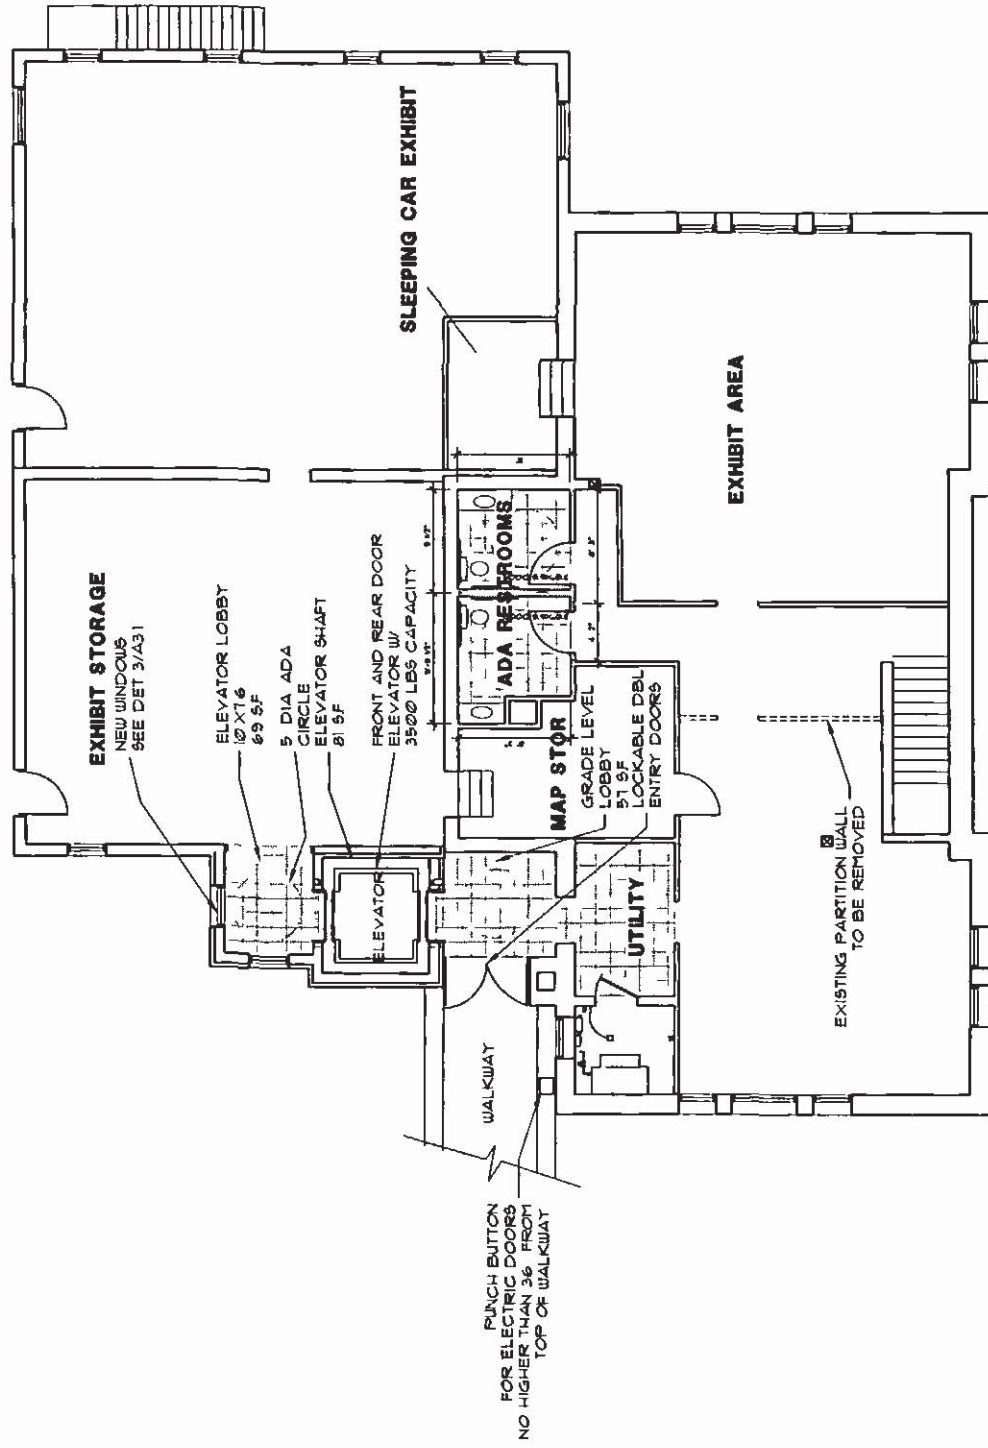 EXHIBIT STORAGE
NEW WINDOWS
SEE DET 3/A31
ELEVATOR LOBBY
10 X 7 6
69 SF
5 DIA ADA
CIRCLE
ELEVATOR SHAFT
81 SF
FRONT AND REAR DOOR
ELEVATOR W/
3500 LBS CAPACITY
ELEVATOR
SLEEPING CAR EXHIBIT
ADA RESTROOMS
MAP STOR
GRADE LEVEL
LOBBY
57 SF
LOCKABLE DBL
ENTRY DOORS
UTILITY
EXHIBIT AREA
EXISTING PARTITION WALL
TO BE REMOVED
WALKWAY
PUNCH BUTTON
FOR ELECTRIC DOORS
NO HIGHER THAN 36 FROM
TOP OF WALKWAY